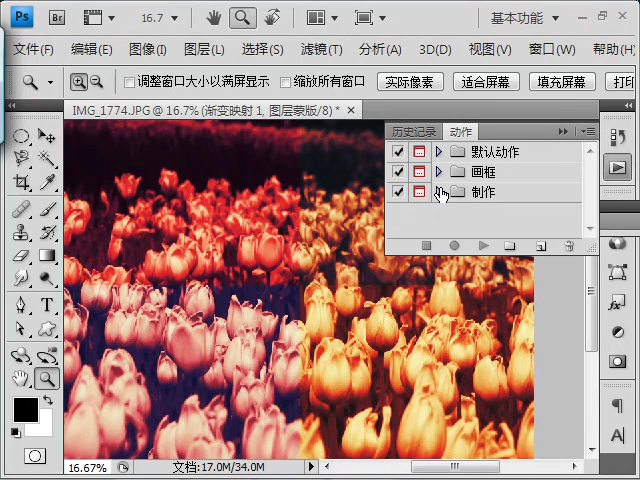 Ps Br 16.7 基本功能
文件(F) 编辑(E) 图像(I) 图层(L) 选择(S) 滤镜(T) 分析(A) 3D(D) 视图(V) 窗口(W) 帮助(H)
调整窗口大小以满屏显示 缩放所有窗口 实际像素 适合屏幕 填充屏幕 打印
IMG_1774.JPG @ 16.7% (渐变映射 1, 图层蒙版/8) *
历史记录 动作
默认动作
画框
制作
16.67% 文档:17.0M/34.0M